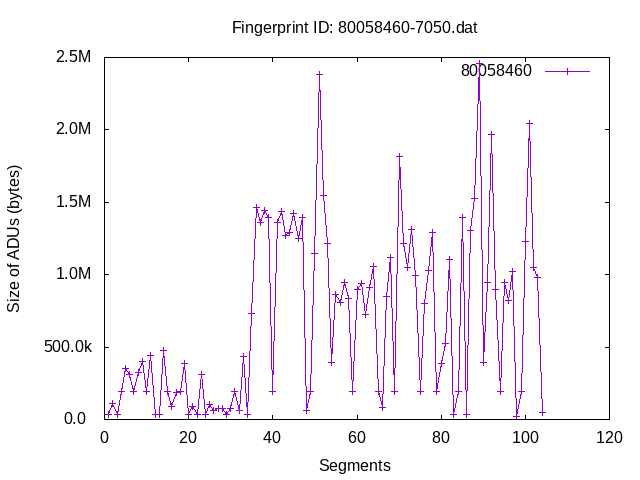 Fingerprint ID: 80058460-7050.dat
80058460
Size of ADUs (bytes)
2.5M
2.0M
1.5M
1.0M
500.0k
0.0
0 20 40 60 80 100 120
Segments